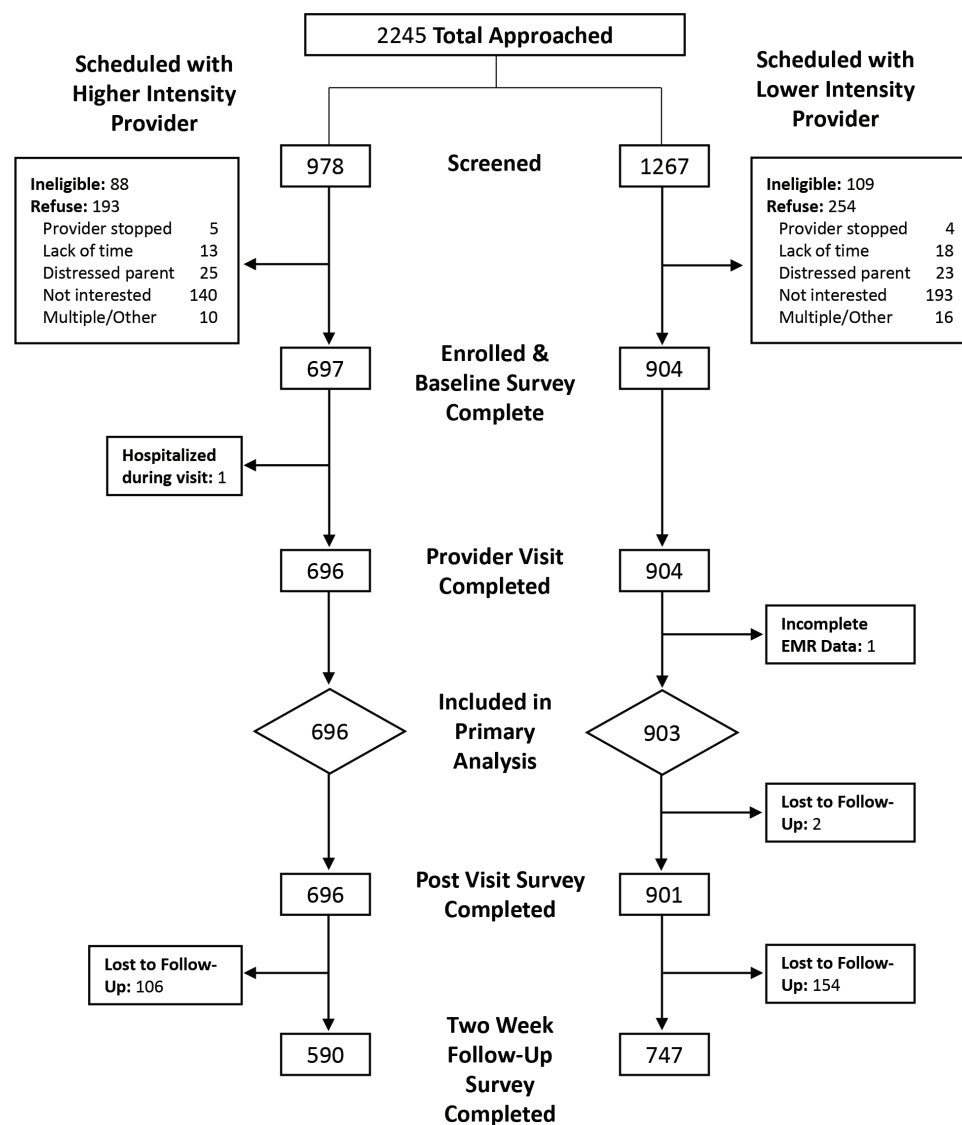 2245 Total Approached
Scheduled with
Higher Intensity
Provider
Scheduled with
Lower Intensity
Provider
978
Screened
1267
Ineligible: 88
Refuse: 193
Provider stopped 5
Lack of time 13
Distressed parent 25
Not interested 140
Multiple/Other 10
Ineligible: 109
Refuse: 254
Provider stopped 4
Lack of time 18
Distressed parent 23
Not interested 193
Multiple/Other 16
697
Enrolled &
Baseline Survey
Complete
904
Hospitalized
during visit: 1
696
Provider Visit
Completed
904
Incomplete
EMR Data: 1
696
Included in
Primary
Analysis
903
Lost to Follow-
Up: 2
696
Post Visit Survey
Completed
901
Lost to Follow-
Up: 106
Lost to Follow-
Up: 154
590
Two Week
Follow-Up
Survey
Completed
747